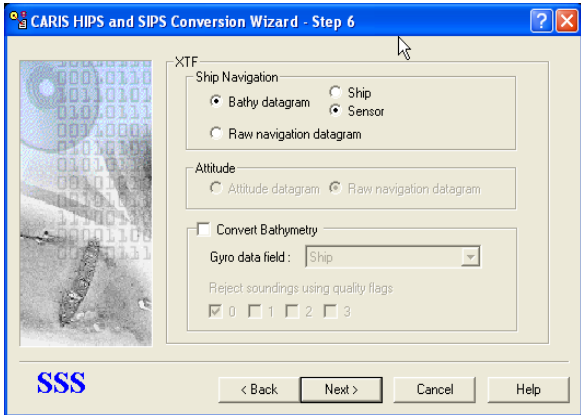 CARIS HIPS and SIPS Conversion Wizard - Step 6
XTF
Ship Navigation
Bathy datagram
Ship
Sensor
Raw navigation datagram
Attitude
Attitude datagram Raw navigation datagram
Convert Bathymetry
Gyro data field : Ship
Reject soundings using quality flags
0 1 2 3
SSS
< Back Next > Cancel Help